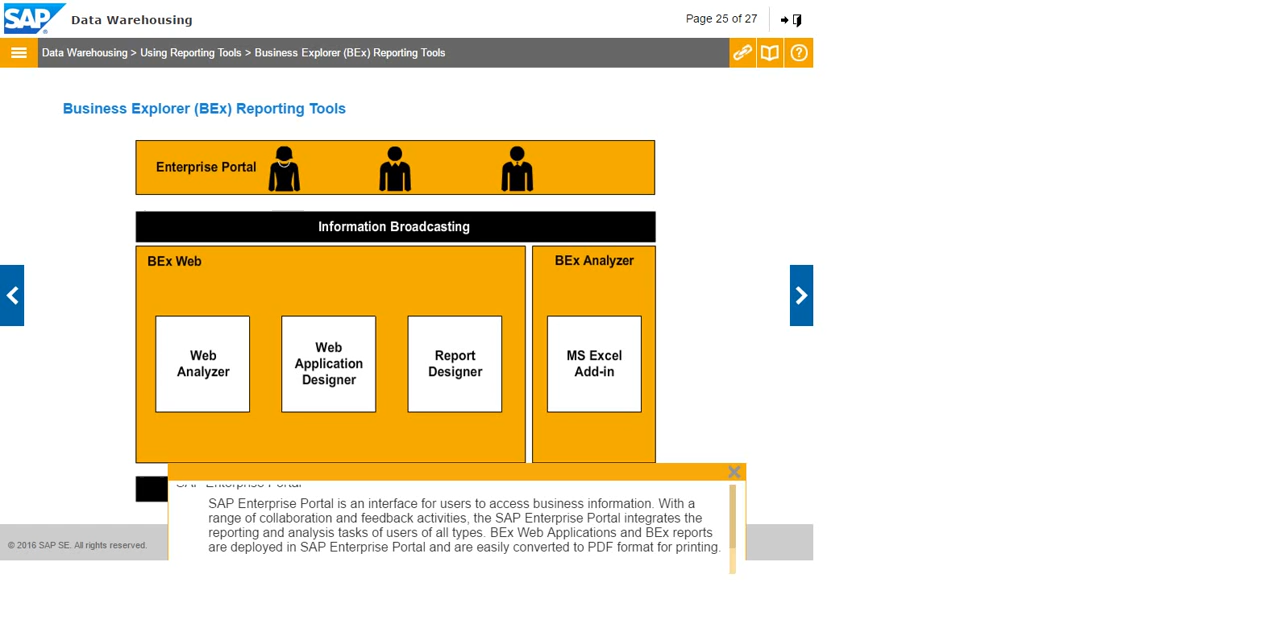 SAP
Data Warehousing
Page 25 of 27
Data Warehousing > Using Reporting Tools > Business Explorer (BEx) Reporting Tools
Business Explorer (BEx) Reporting Tools
Enterprise Portal
Information Broadcasting
BEx Web
BEx Analyzer
Web
Analyzer
Web
Application
Designer
Report
Designer
MS Excel
Add-in
SAP Enterprise Portal
SAP Enterprise Portal is an interface for users to access business information. With a
range of collaboration and feedback activities, the SAP Enterprise Portal integrates the
reporting and analysis tasks of users of all types. BEx Web Applications and BEx reports
are deployed in SAP Enterprise Portal and are easily converted to PDF format for printing.
© 2016 SAP SE. All rights reserved.